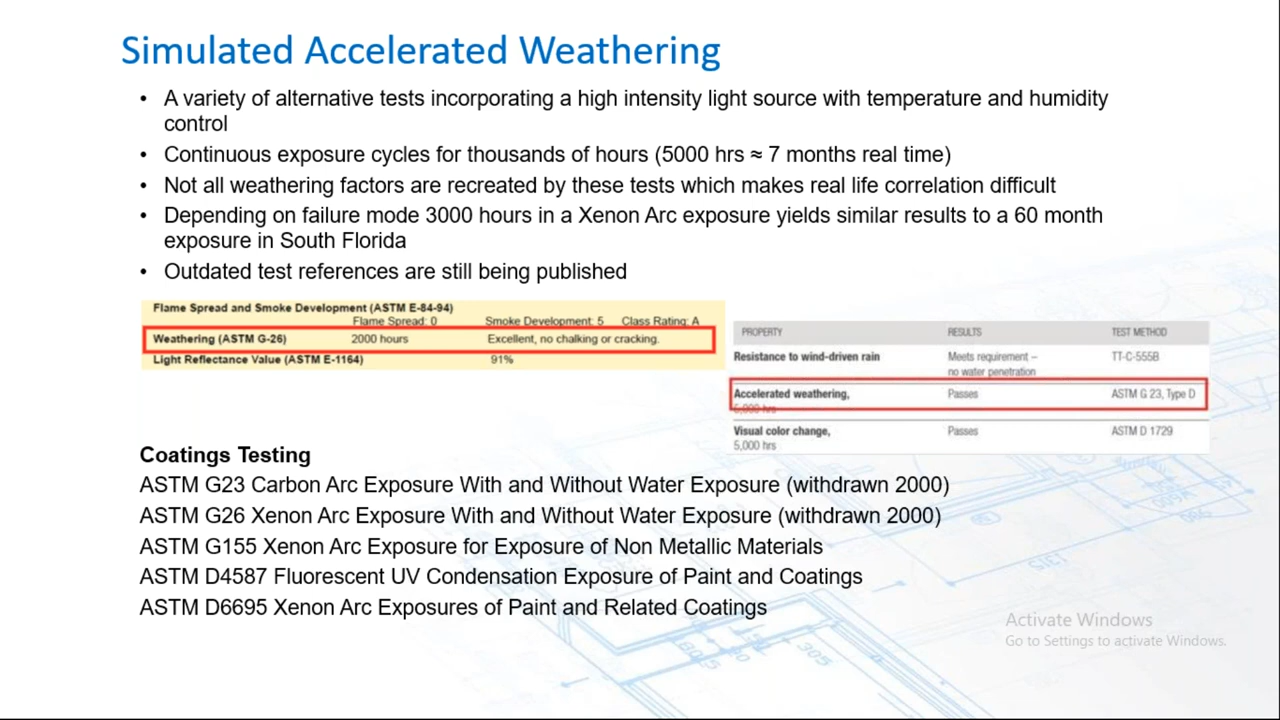 Simulated Accelerated Weathering
• A variety of alternative tests incorporating a high intensity light source with temperature and humidity
control
• Continuous exposure cycles for thousands of hours (5000 hrs ≈ 7 months real time)
• Not all weathering factors are recreated by these tests which makes real life correlation difficult
• Depending on failure mode 3000 hours in a Xenon Arc exposure yields similar results to a 60 month
exposure in South Florida
• Outdated test references are still being published
Flame Spread and Smoke Development (ASTM E-84-94)
Flame Spread: 0 Smoke Development: 5 Class Rating: A
Weathering (ASTM G-26) 2000 hours Excellent, no chalking or cracking.
Light Reflectance Value (ASTM E-1164) 91%
PROPERTY RESULTS TEST METHOD
Resistance to wind-driven rain Meets requirement – TT-C-555B
no water penetration
Accelerated weathering, Passes ASTM G 23, Type D
5,000 hrs
Visual color change, Passes ASTM D 1729
5,000 hrs
Coatings Testing
ASTM G23 Carbon Arc Exposure With and Without Water Exposure (withdrawn 2000)
ASTM G26 Xenon Arc Exposure With and Without Water Exposure (withdrawn 2000)
ASTM G155 Xenon Arc Exposure for Exposure of Non Metallic Materials
ASTM D4587 Fluorescent UV Condensation Exposure of Paint and Coatings
ASTM D6695 Xenon Arc Exposures of Paint and Related Coatings
Activate Windows
Go to Settings to activate Windows.
305